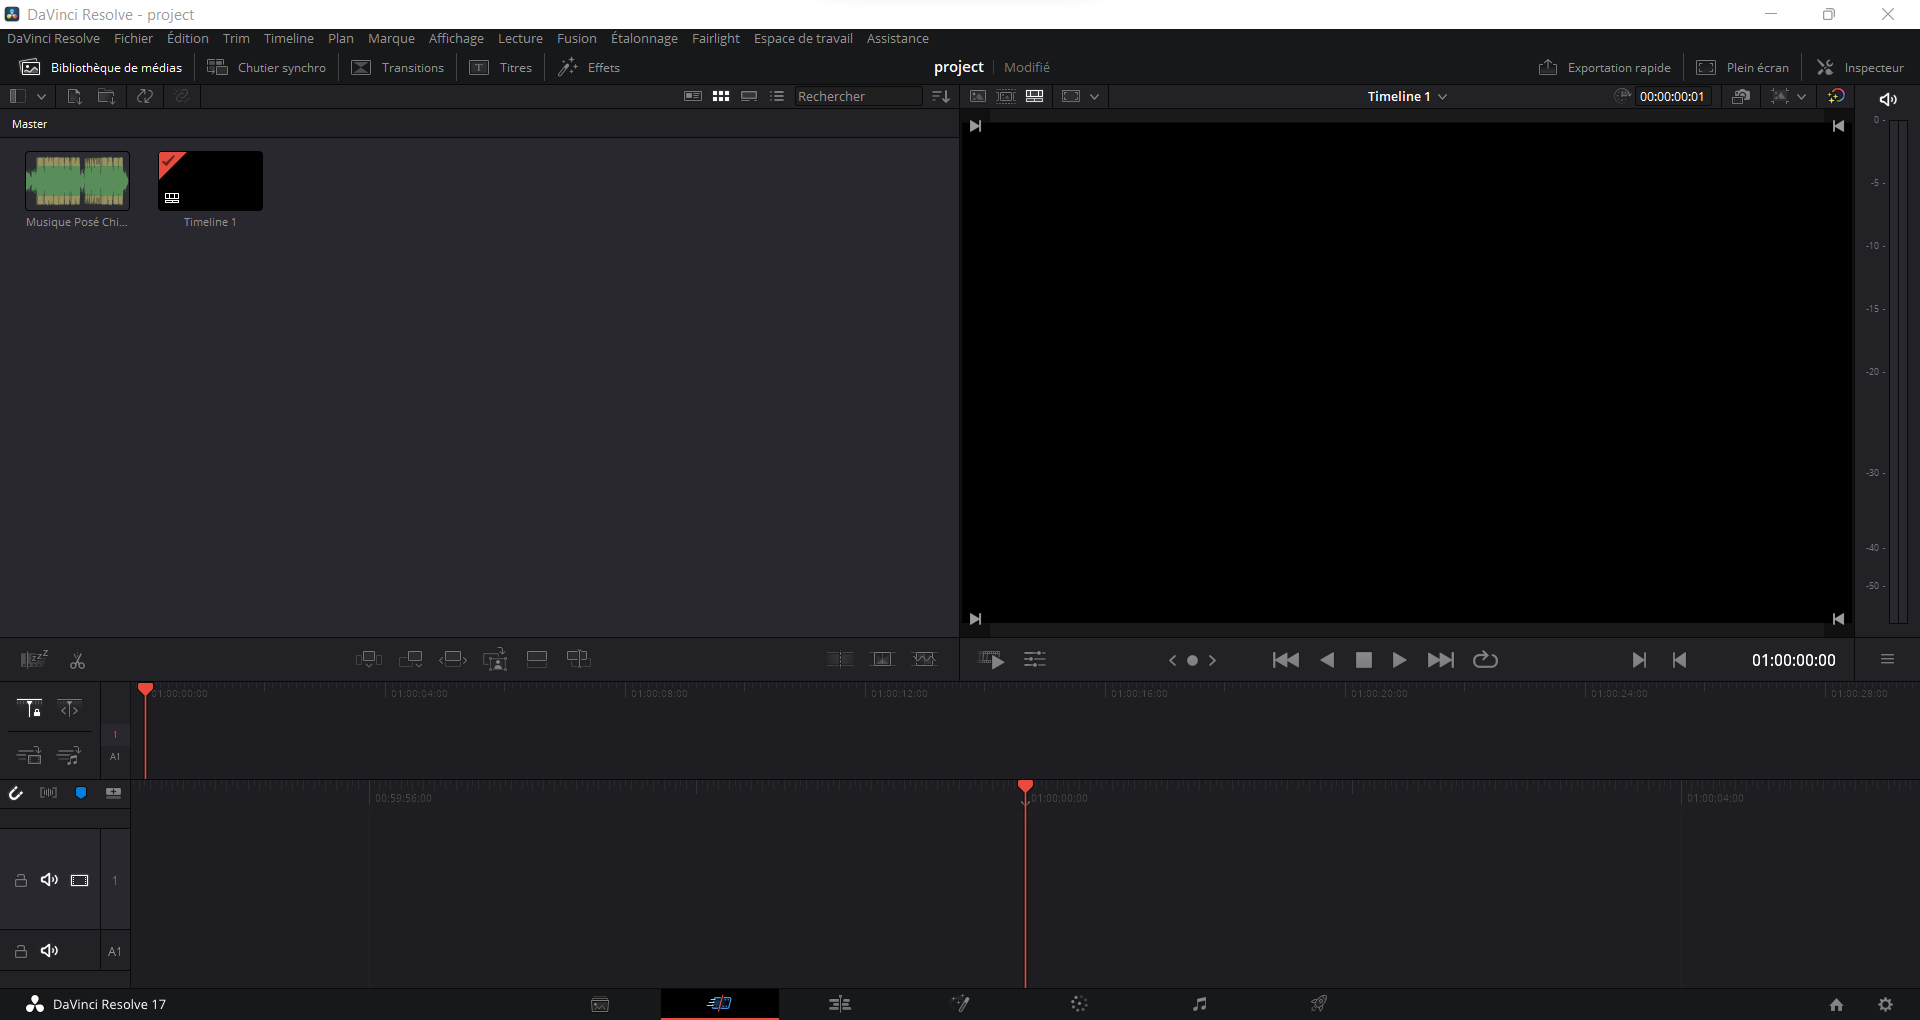 DaVinci Resolve - project
DaVinci Resolve Fichier Édition Trim Timeline Plan Marque Affichage Lecture Fusion Étalonnage Fairlight Espace de travail Assistance
Bibliothèque de médias Chutier synchro Transitions Titres Effets project Modifié Exportation rapide Plein écran Inspecteur
Rechercher Timeline 1 00:00:00:01
Master
0
-5
-10
-15
-20
-30
-40
-50
Musique Posé Chi... Timeline 1
zzz 01:00:00:00
01:00:00:00 01:00:04:00 01:00:08:00 01:00:12:00 01:00:16:00 01:00:20:00 01:00:24:00 01:00:28:00
1
A1
00:59:56:00 01:00:00:00 01:00:04:00
1
A1
DaVinci Resolve 17